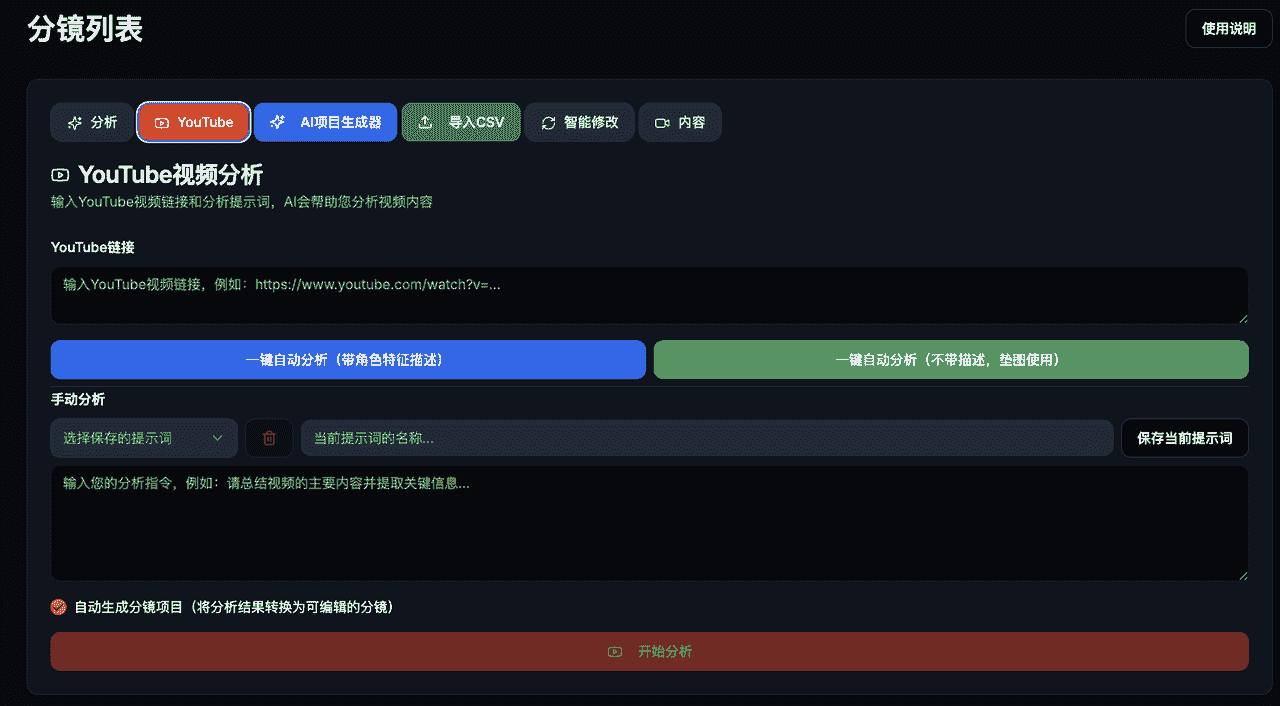 分镜列表
使用说明
分析
YouTube
AI项目生成器
导入CSV
智能修改
内容
YouTube视频分析
输入YouTube视频链接和分析提示词，AI会帮助您分析视频内容
YouTube链接
输入YouTube视频链接，例如：https://www.youtube.com/watch?v=...
一键自动分析（带角色特征描述）
一键自动分析（不带描述，垫图使用）
手动分析
选择保存的提示词
当前提示词的名称...
保存当前提示词
输入您的分析指令，例如：请总结视频的主要内容并提取关键信息...
自动生成分镜项目（将分析结果转换为可编辑的分镜）
开始分析